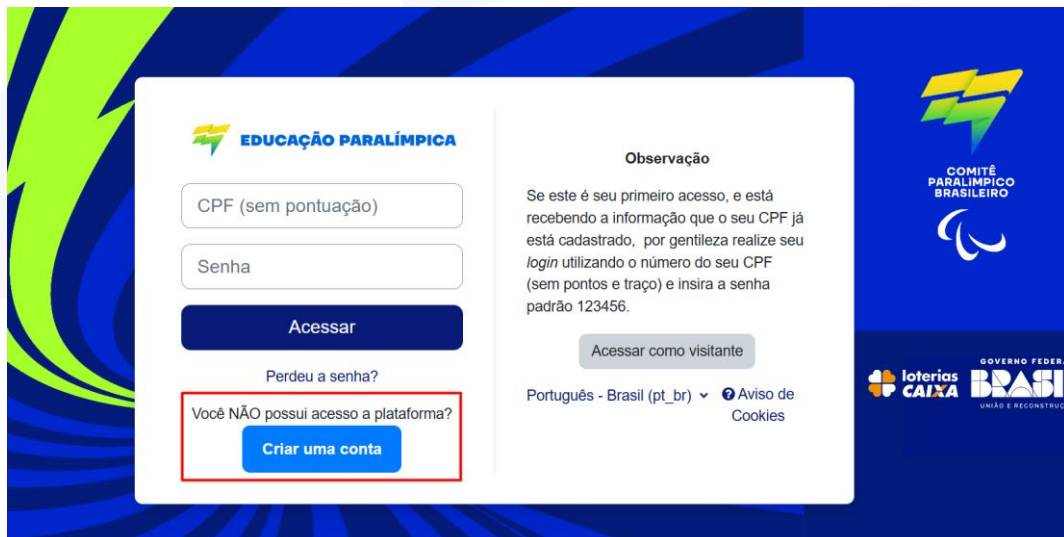 EDUCAÇÃO PARALÍMPICA
CPF (sem pontuação)
Senha
Acessar
Perdeu a senha?
Você NÃO possui acesso a plataforma?
Criar uma conta
Observação
Se este é seu primeiro acesso, e está
recebendo a informação que o seu CPF já
está cadastrado, por gentileza realize seu
login utilizando o número do seu CPF
(sem pontos e traço) e insira a senha
padrão 123456.
Acessar como visitante
Português - Brasil (pt_br)
Aviso de
Cookies
COMITÊ
PARALÍMPICO
BRASILEIRO
loterias
CAIXA
GOVERNO FEDERA
BRASI
UNIÃO E RECONSTRUÇ